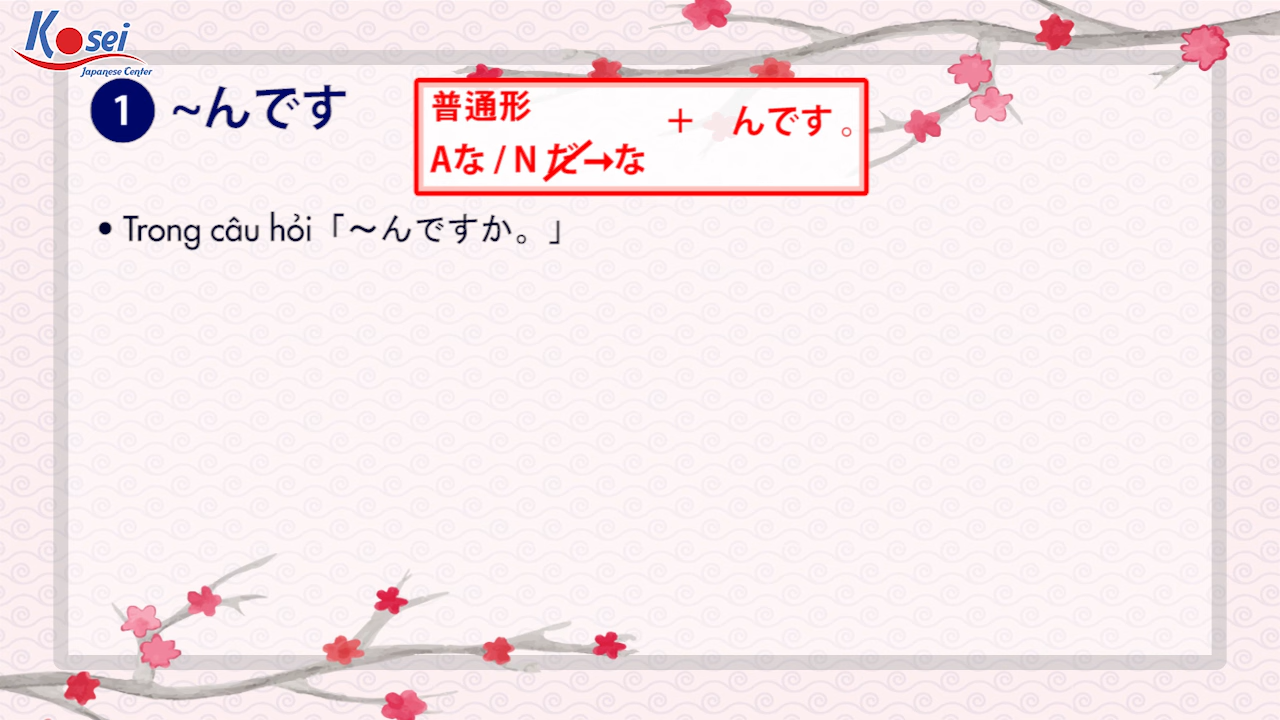 Kosei
Japanese Center
1 ~んです
普通形
Aな / N だ→な
+ んです。
• Trong câu hỏi「~んですか。」